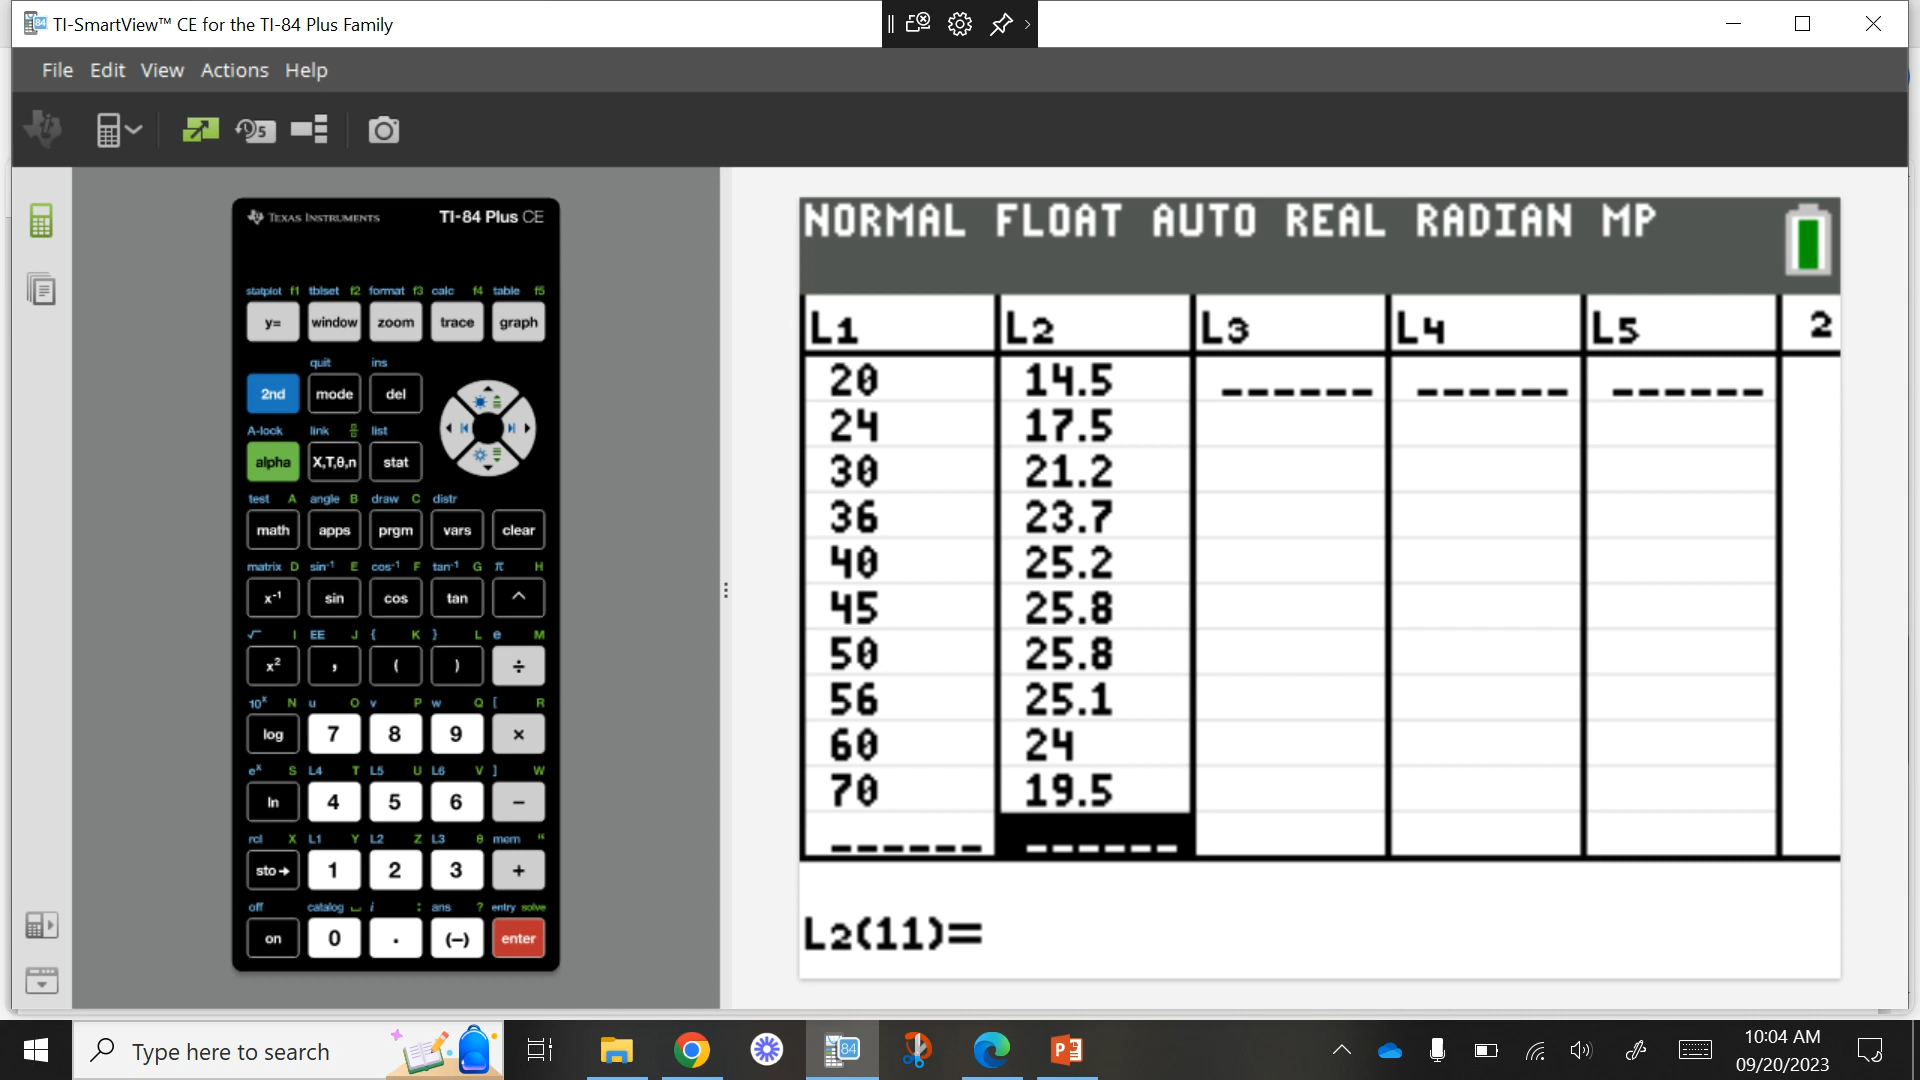 TI-SmartView™ CE for the TI-84 Plus Family
File Edit View Actions Help
TEXAS INSTRUMENTS TI-84 Plus CE
statplot f1 tblset f2 format f3 calc f4 table f5
y= window zoom trace graph
quit ins
2nd mode del
A-lock link list
alpha X,T,θ,n stat
test A angle B draw C distr
math apps prgm vars clear
matrix D sin-1 E cos-1 F tan-1 G π H
x-1 sin cos tan ^
√ I EE J { K } L e M
x² , ( ) ÷
10x N u O v P w Q [ R
log 7 8 9 ×
ex S L4 T L5 U L6 V ] W
ln 4 5 6 −
rcl X L1 Y L2 Z L3 θ mem "
sto→ 1 2 3 +
off catalog i : ans ? entry solve
on 0 . (−) enter
NORMAL FLOAT AUTO REAL RADIAN MP
L1 L2 L3 L4 L5 2
20 14.5 ------ ------ ------
24 17.5
30 21.2
36 23.7
40 25.2
45 25.8
50 25.8
56 25.1
60 24
70 19.5
------ ------
L2(11)=
Type here to search
84
10:04 AM
09/20/2023